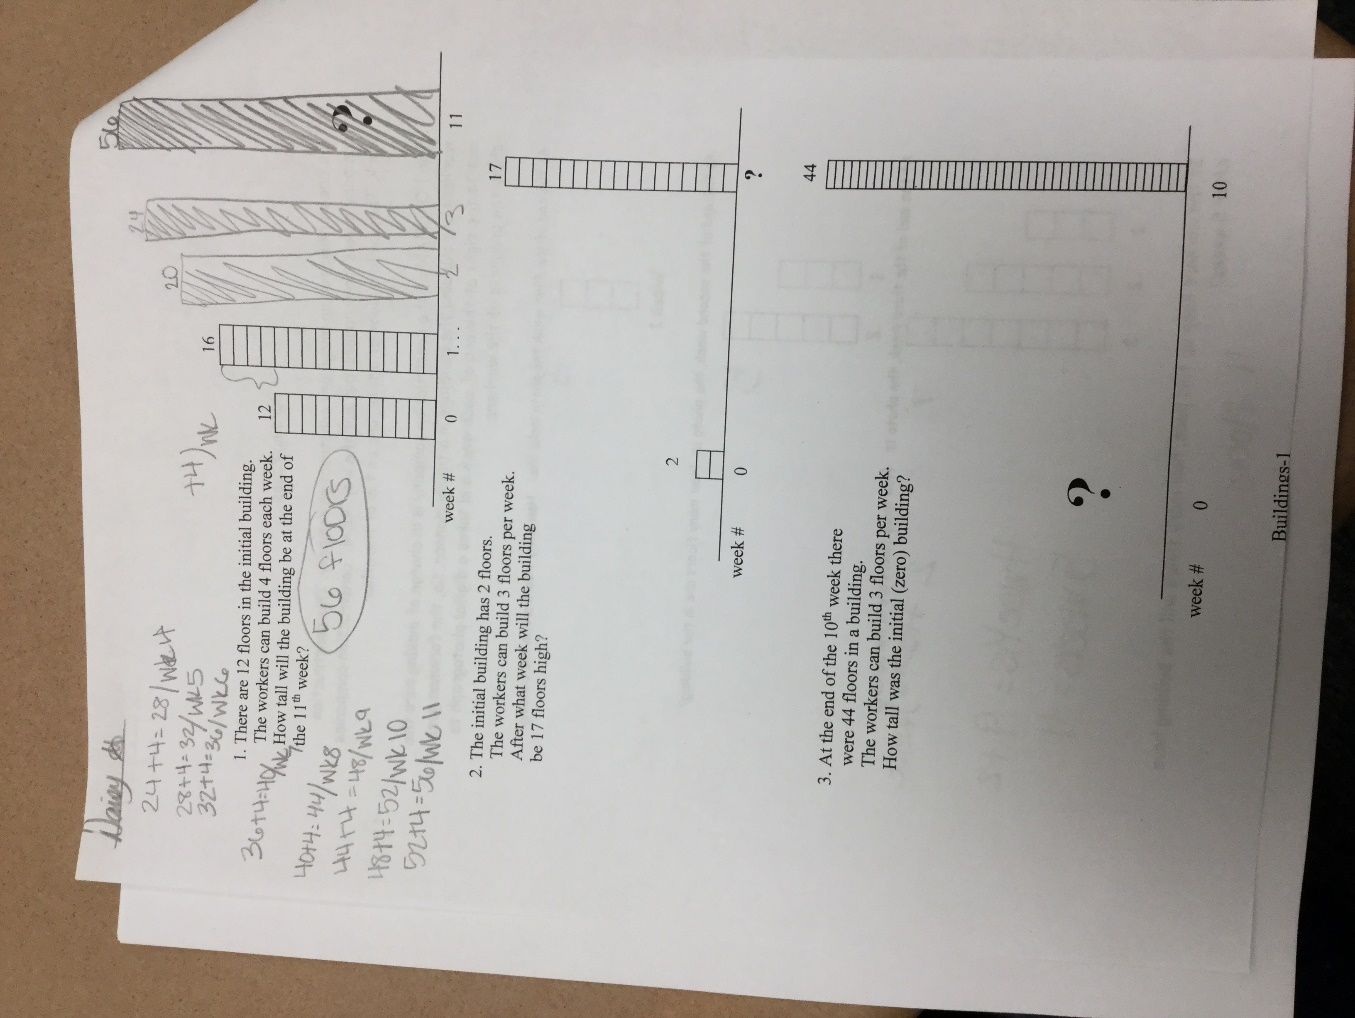 Daisy
24+4=28/wk4
28+4=32/wk5
32+4=36/wk6
36+4=40/wk7
40+4=44/wk8
44+4=48/wk9
48+4=52/wk10
52+4=56/wk11
+4)wk
1. There are 12 floors in the initial building.
The workers can build 4 floors each week.
How tall will the building be at the end of
the 11th week?
56 floors
12
16
20
24
56
?
week #
0
1...
2
3
11
2. The initial building has 2 floors.
The workers can build 3 floors per week.
After what week will the building
be 17 floors high?
2
17
week #
0
?
3. At the end of the 10th week there
were 44 floors in a building.
The workers can build 3 floors per week.
How tall was the initial (zero) building?
?
44
week #
0
10
Buildings-1